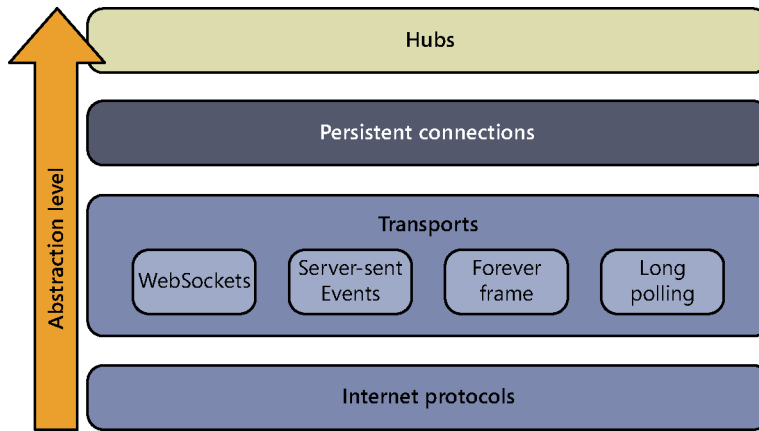 Hubs
Persistent connections
Transports
WebSockets
Server-sent
Events
Forever
frame
Long
polling
Internet protocols
Abstraction level